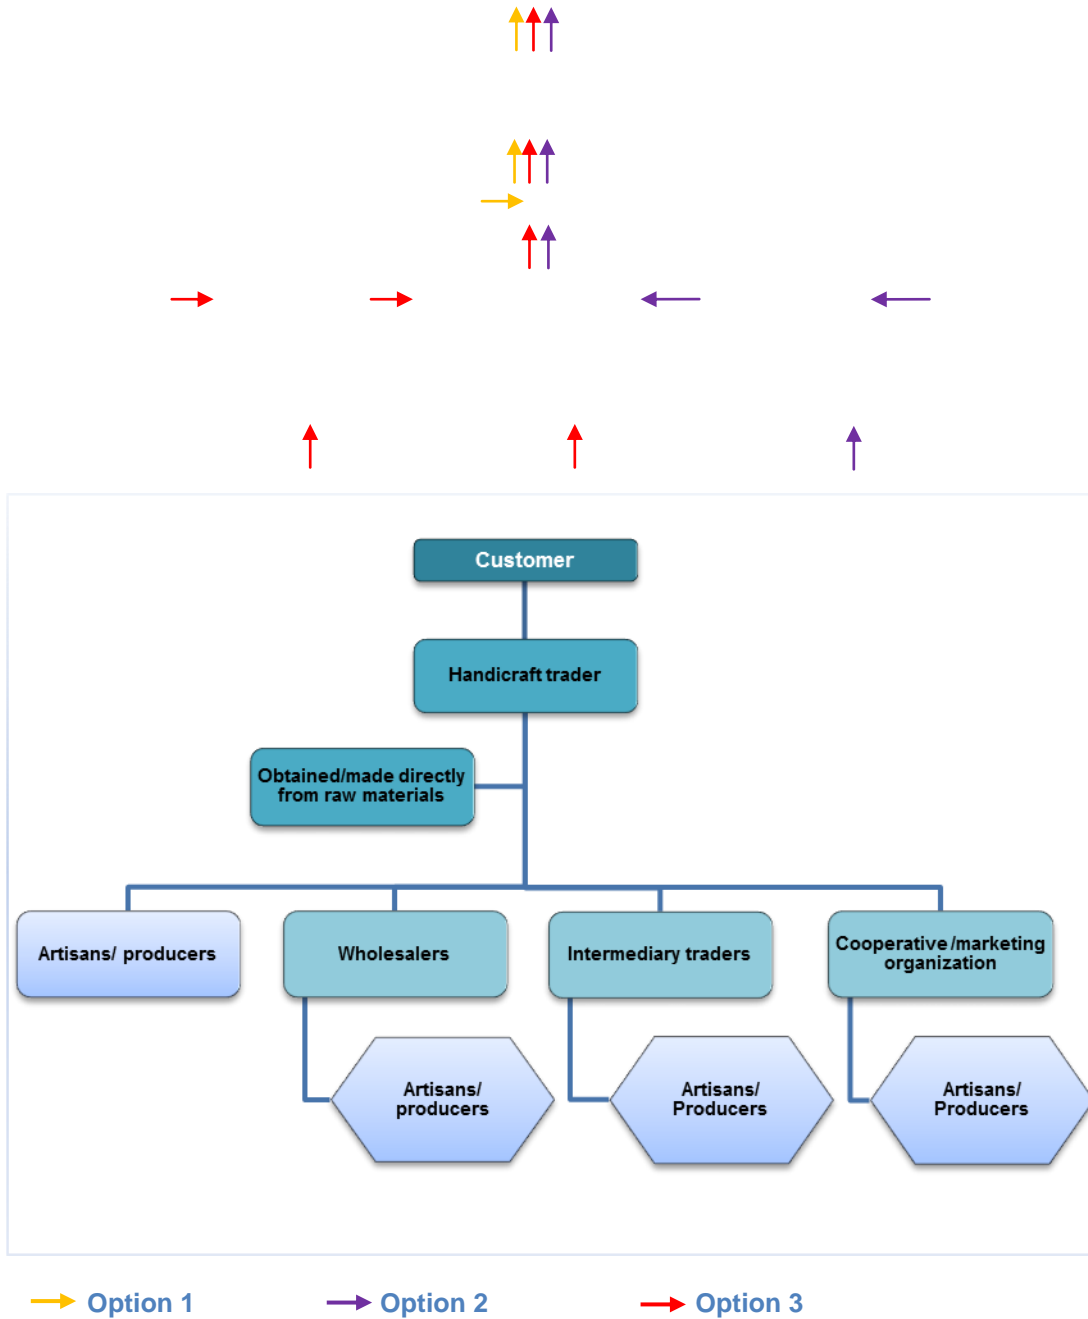 Customer
Handicraft trader
Obtained/made directly
from raw materials
Artisans/ producers
Wholesalers
Intermediary traders
Cooperative/marketing
organization
Artisans/
producers
Artisans/
Producers
Artisans/
Producers
Option 1
Option 2
Option 3